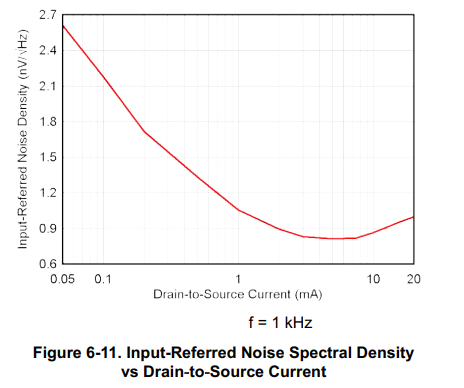 Input-Referred Noise Density (nV/√Hz)
2.7
2.4
2.1
1.8
1.5
1.2
0.9
0.6
0.05 0.1 1 10 20
Drain-to-Source Current (mA)
f = 1 kHz
Figure 6-11. Input-Referred Noise Spectral Density
vs Drain-to-Source Current